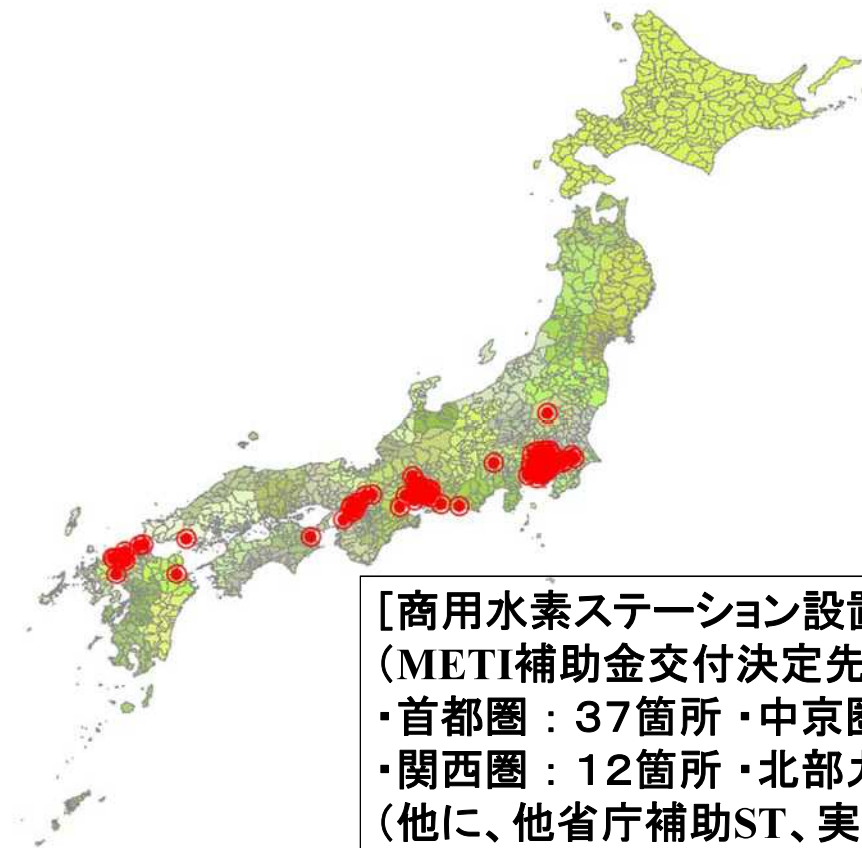 [商用水素ステーション設置
(METI補助金交付決定先
・首都圏：37箇所 ・中京圏
・関西圏：12箇所 ・北部
(他に、他省庁補助ST、実